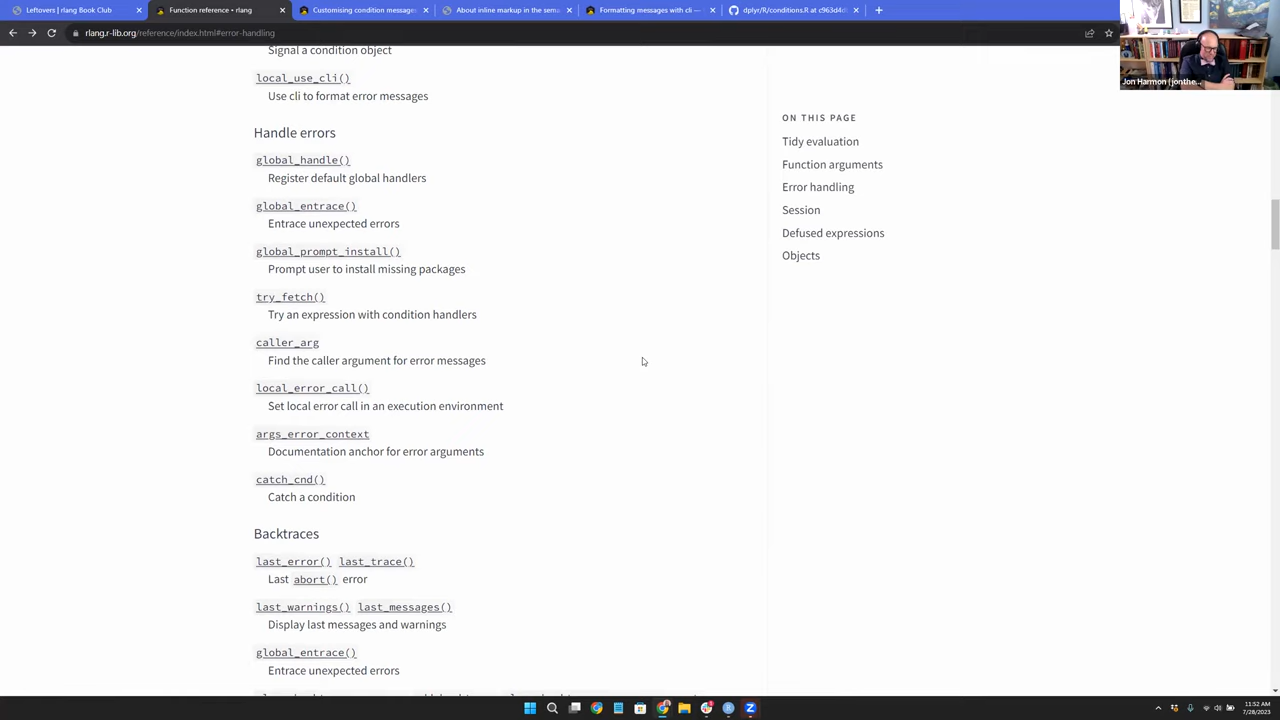 Leftovers | rlang Book Club
Function reference • rlang
Customising condition messages
About inline markup in the sema
Formatting messages with cli —
dplyr/R/conditions.R at c963d4d
rlang.r-lib.org/reference/index.html#error-handling
Jon Harmon (jonthe...
Signal a condition object
local_use_cli()
Use cli to format error messages
Handle errors
global_handle()
Register default global handlers
global_entrace()
Entrace unexpected errors
global_prompt_install()
Prompt user to install missing packages
try_fetch()
Try an expression with condition handlers
caller_arg
Find the caller argument for error messages
local_error_call()
Set local error call in an execution environment
args_error_context
Documentation anchor for error arguments
catch_cnd()
Catch a condition
Backtraces
last_error() last_trace()
Last abort() error
last_warnings() last_messages()
Display last messages and warnings
global_entrace()
Entrace unexpected errors
ON THIS PAGE
Tidy evaluation
Function arguments
Error handling
Session
Defused expressions
Objects
11:52 AM
7/28/2023